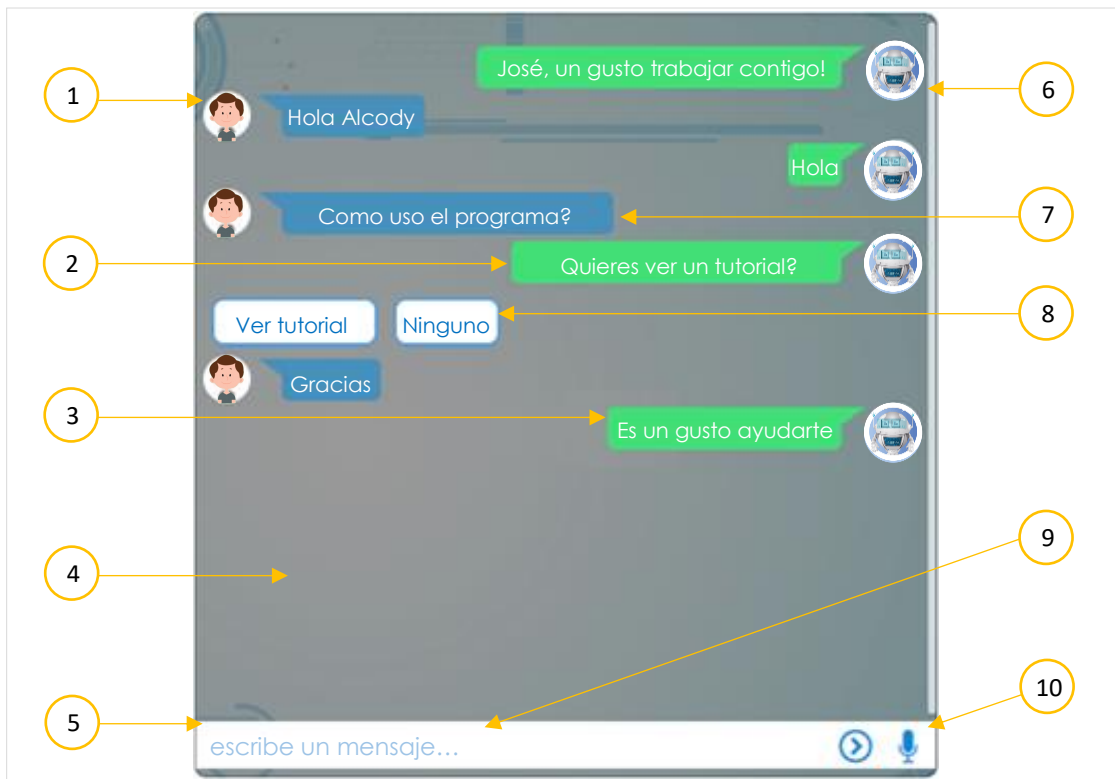 José, un gusto trabajar contigo!
1
6
Hola Alcody
Hola
Como uso el programa?
7
2
Quieres ver un tutorial?
Ver tutorial
Ninguno
8
Gracias
3
Es un gusto ayudarte
9
4
10
5
escribe un mensaje...